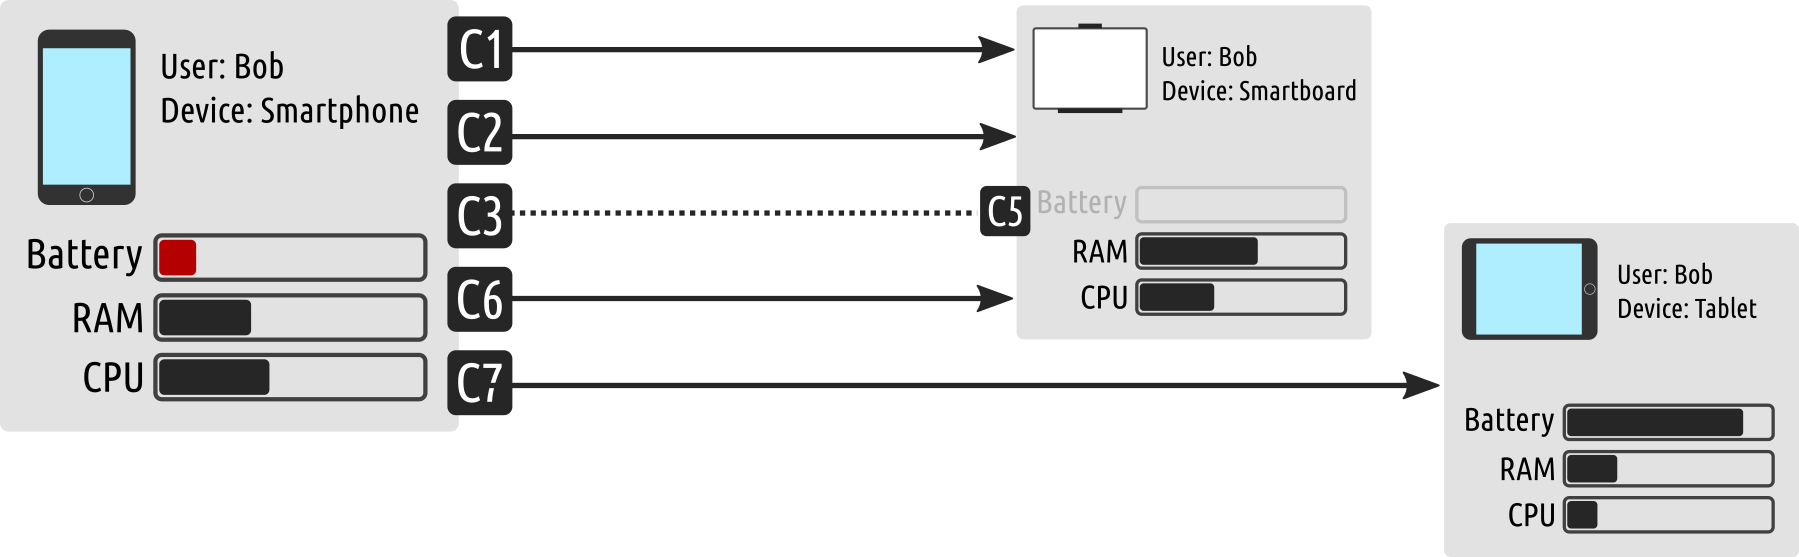 User: Bob
Device: Smartphone
Battery
RAM
CPU
C1
C2
C3
C6
C7
C5
User: Bob
Device: Smartboard
Battery
RAM
CPU
User: Bob
Device: Tablet
Battery
RAM
CPU